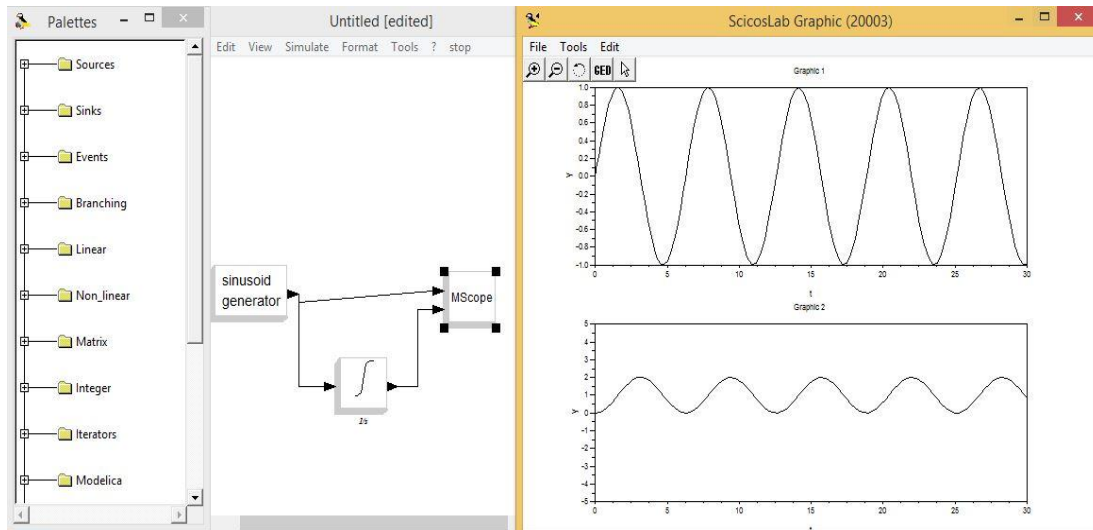 Palettes
Sources
Sinks
Events
Branching
Linear
Non_linear
Matrix
Integer
Iterators
Modelica
Untitled [edited]
Edit View Simulate Format Tools ? stop
sinusoid
generator
MScope
1/s
ScicosLab Graphic (20003)
File Tools Edit
GED
Graphic 1
1.0
0.8
0.6
0.4
0.2
0.0
-0.2
-0.4
-0.6
-0.8
-1.0
Y
0 5 10 15 20 25 30
t
Graphic 2
5
4
3
2
1
0
-1
-2
-3
-4
-5
Y
0 5 10 15 20 25 30